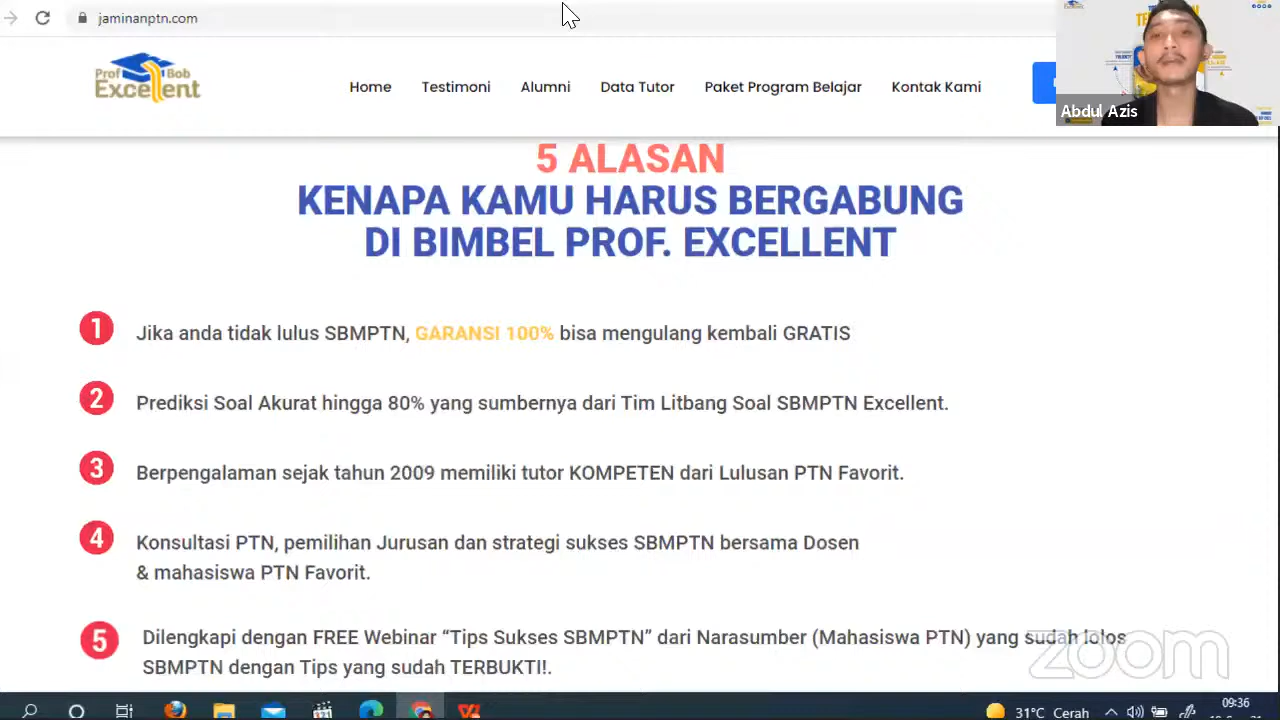 jaminanptn.com
Prof Bob
Excellent
Home Testimoni Alumni Data Tutor Paket Program Belajar Kontak Kami
Abdul Azis
5 ALASAN
KENAPA KAMU HARUS BERGABUNG
DI BIMBEL PROF. EXCELLENT
1 Jika anda tidak lulus SBMPTN, GARANSI 100% bisa mengulang kembali GRATIS
2 Prediksi Soal Akurat hingga 80% yang sumbernya dari Tim Litbang Soal SBMPTN Excellent.
3 Berpengalaman sejak tahun 2009 memiliki tutor KOMPETEN dari Lulusan PTN Favorit.
4 Konsultasi PTN, pemilihan Jurusan dan strategi sukses SBMPTN bersama Dosen
& mahasiswa PTN Favorit.
5 Dilengkapi dengan FREE Webinar “Tips Sukses SBMPTN” dari Narasumber (Mahasiswa PTN) yang sudah lolos
SBMPTN dengan Tips yang sudah TERBUKTI!.
zoom
31°C Cerah
09:36